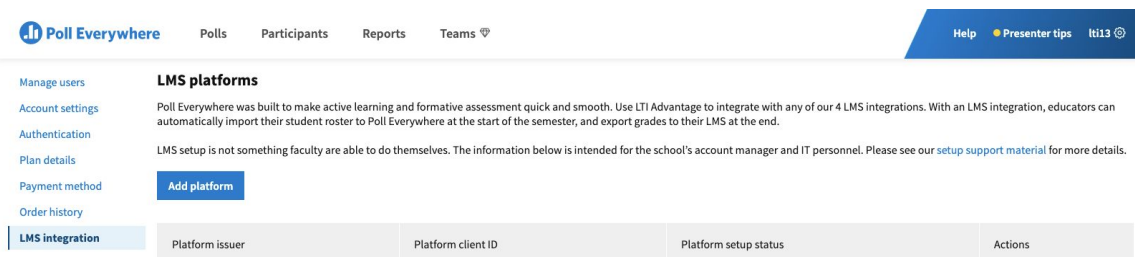 Poll Everywhere Polls Participants Reports Teams Help Presenter tips lti13
Manage users
Account settings
Authentication
Plan details
Payment method
Order history
LMS integration
LMS platforms
Poll Everywhere was built to make active learning and formative assessment quick and smooth. Use LTI Advantage to integrate with any of our 4 LMS integrations. With an LMS integration, educators can
automatically import their student roster to Poll Everywhere at the start of the semester, and export grades to their LMS at the end.
LMS setup is not something faculty are able to do themselves. The information below is intended for the school's account manager and IT personnel. Please see our setup support material for more details.
Add platform
Platform issuer Platform client ID Platform setup status Actions